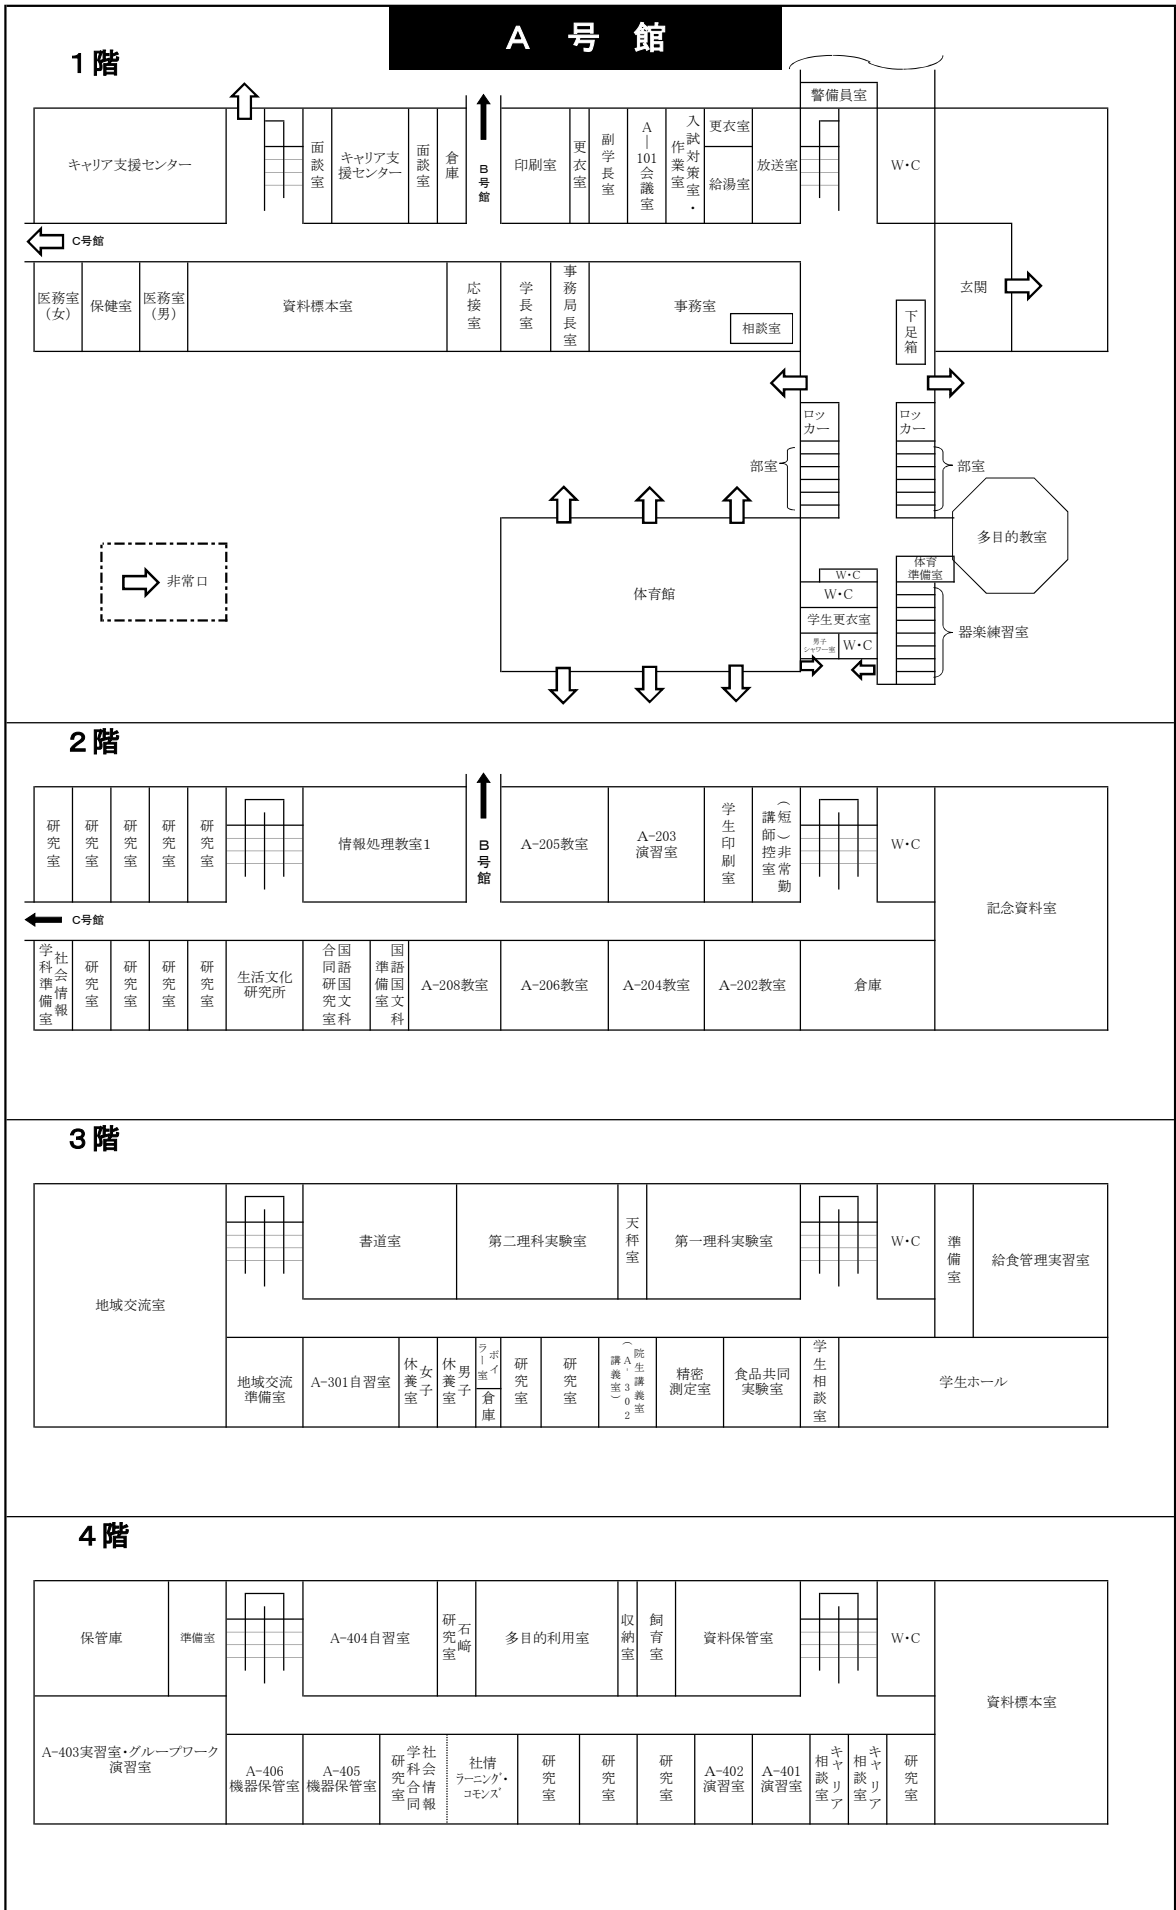 A 号 館
1階
警備員室
キャリア支援センター
面談室
キャリア支
援センター
面談室
倉庫
B号館
印刷室
更衣室
副学長室
A―101会議室
入試対策室・
作業室
更衣室
給湯室
放送室
W・C
C号館
医務室
(女)
保健室
医務室
(男)
資料標本室
応接室
学長室
事務局長室
事務室
相談室
玄関
下足箱
ロッ
カー
ロッ
カー
部室
部室
多目的教室
体育館
非常口
W・C
W・C
学生更衣室
男子
シャワー室
W・C
体育
準備室
器楽練習室
2階
研究室
研究室
研究室
研究室
研究室
情報処理教室1
B号館
A-205教室
A-203
演習室
学生印刷室
(短)非常勤
講師控室
W・C
記念資料室
C号館
社会情報
学科準備室
研究室
研究室
研究室
研究室
生活文化
研究所
国語国文科
合同研究室
国語国文科
準備室
A-208教室
A-206教室
A-204教室
A-202教室
倉庫
3階
地域交流室
書道室
第二理科実験室
天秤室
第一理科実験室
W・C
準備室
給食管理実習室
地域交流
準備室
A-301自習室
女子
休養室
男子
休養室
ボイ
ラー室
倉庫
研究室
研究室
院生講義室
(A-302
講義室)
精密
測定室
食品共同
実験室
学生相談室
学生ホール
4階
保管庫
準備室
A-404自習室
石﨑
研究室
多目的利用室
収納室
飼育室
資料保管室
W・C
資料標本室
A-403実習室・グループワーク
演習室
A-406
機器保管室
A-405
機器保管室
社会情報
学科合同
研究室
社情
ラーニング・
コモンズ
研究室
研究室
研究室
A-402
演習室
A-401
演習室
キャリア
相談室
キャリア
相談室
研究室